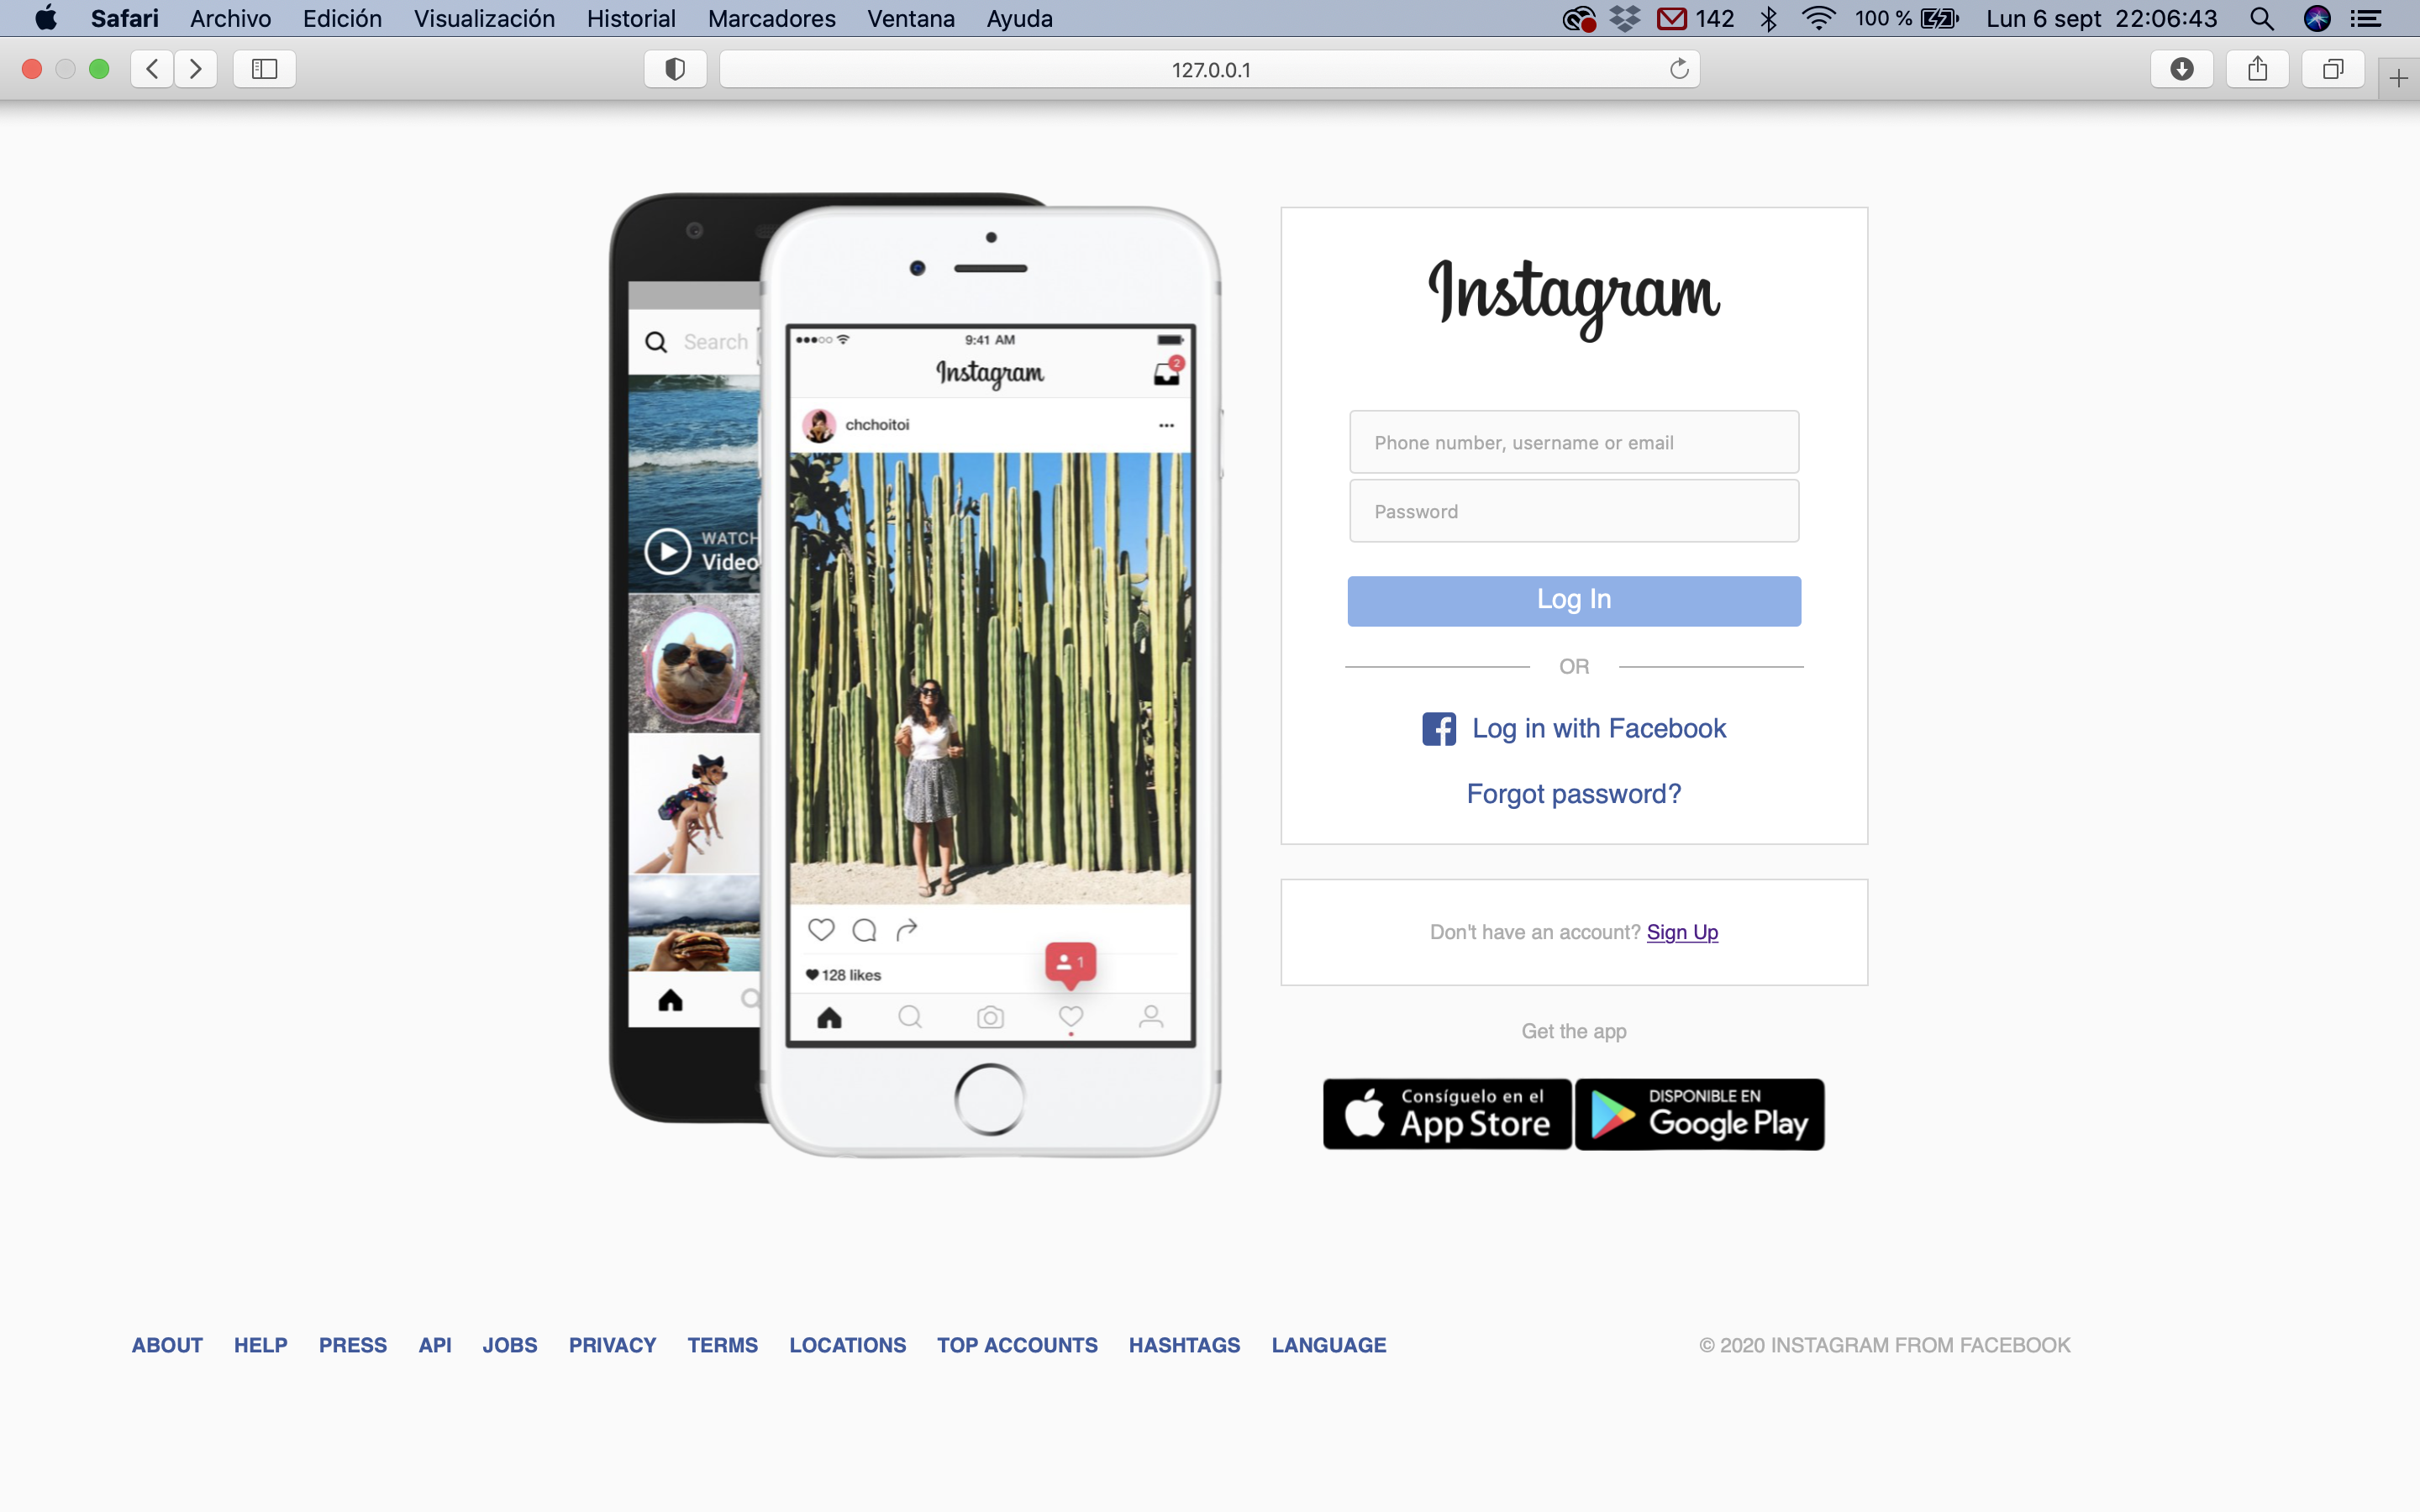 Safari Archivo Edición Visualización Historial Marcadores Ventana Ayuda 142 100 % Lun 6 sept 22:06:43
127.0.0.1
Search
WATCH
Video
9:41 AM
Instagram
2
chchoitoi
128 likes
1
Instagram
Phone number, username or email
Password
Log In
OR
Log in with Facebook
Forgot password?
Don't have an account? Sign Up
Get the app
Consíguelo en el
App Store
DISPONIBLE EN
Google Play
ABOUT HELP PRESS API JOBS PRIVACY TERMS LOCATIONS TOP ACCOUNTS HASHTAGS LANGUAGE © 2020 INSTAGRAM FROM FACEBOOK